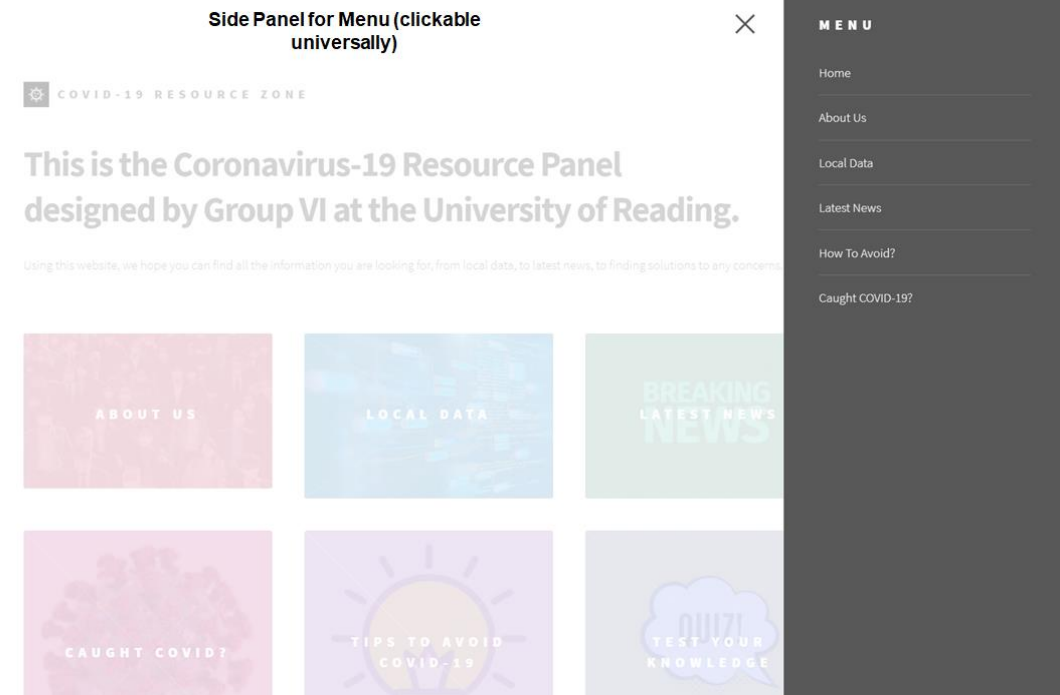 Side Panel for Menu (clickable
universally)
COVID-19 RESOURCE ZONE
This is the Coronavirus-19 Resource Panel
designed by Group VI at the University of Reading.
Using this website, we hope you can find all the information you are looking for, from local data, to latest news, to finding solutions to any concerns.
ABOUT US
LOCAL DATA
BREAKING
LATEST NEWS
NEWS
CAUGHT COVID?
TIPS TO AVOID
COVID-19
QUIZ!
TEST YOUR
KNOWLEDGE
MENU
Home
About Us
Local Data
Latest News
How To Avoid?
Caught COVID-19?